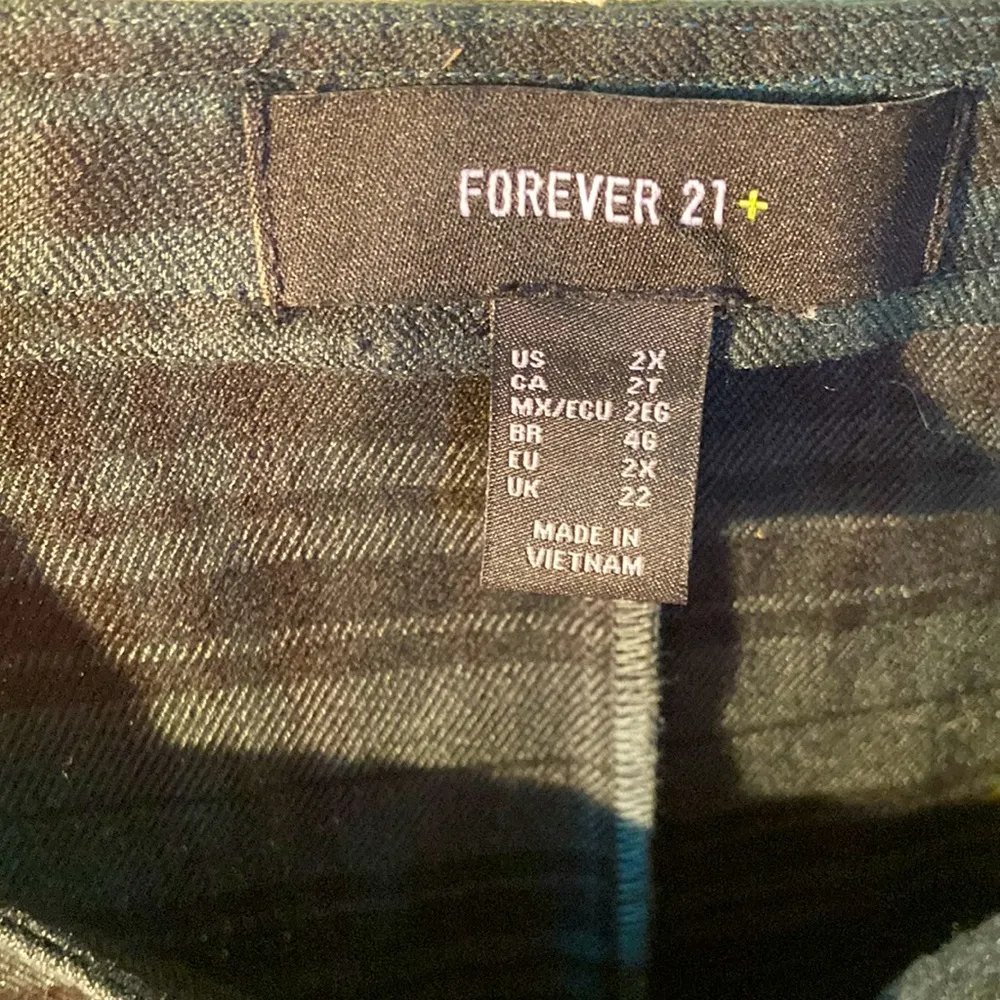 FOREVER 21+
US 2X
CA 2T
MX/ECU 2EG
BR 4G
EU 2X
UK 22
MADE IN
VIETNAM